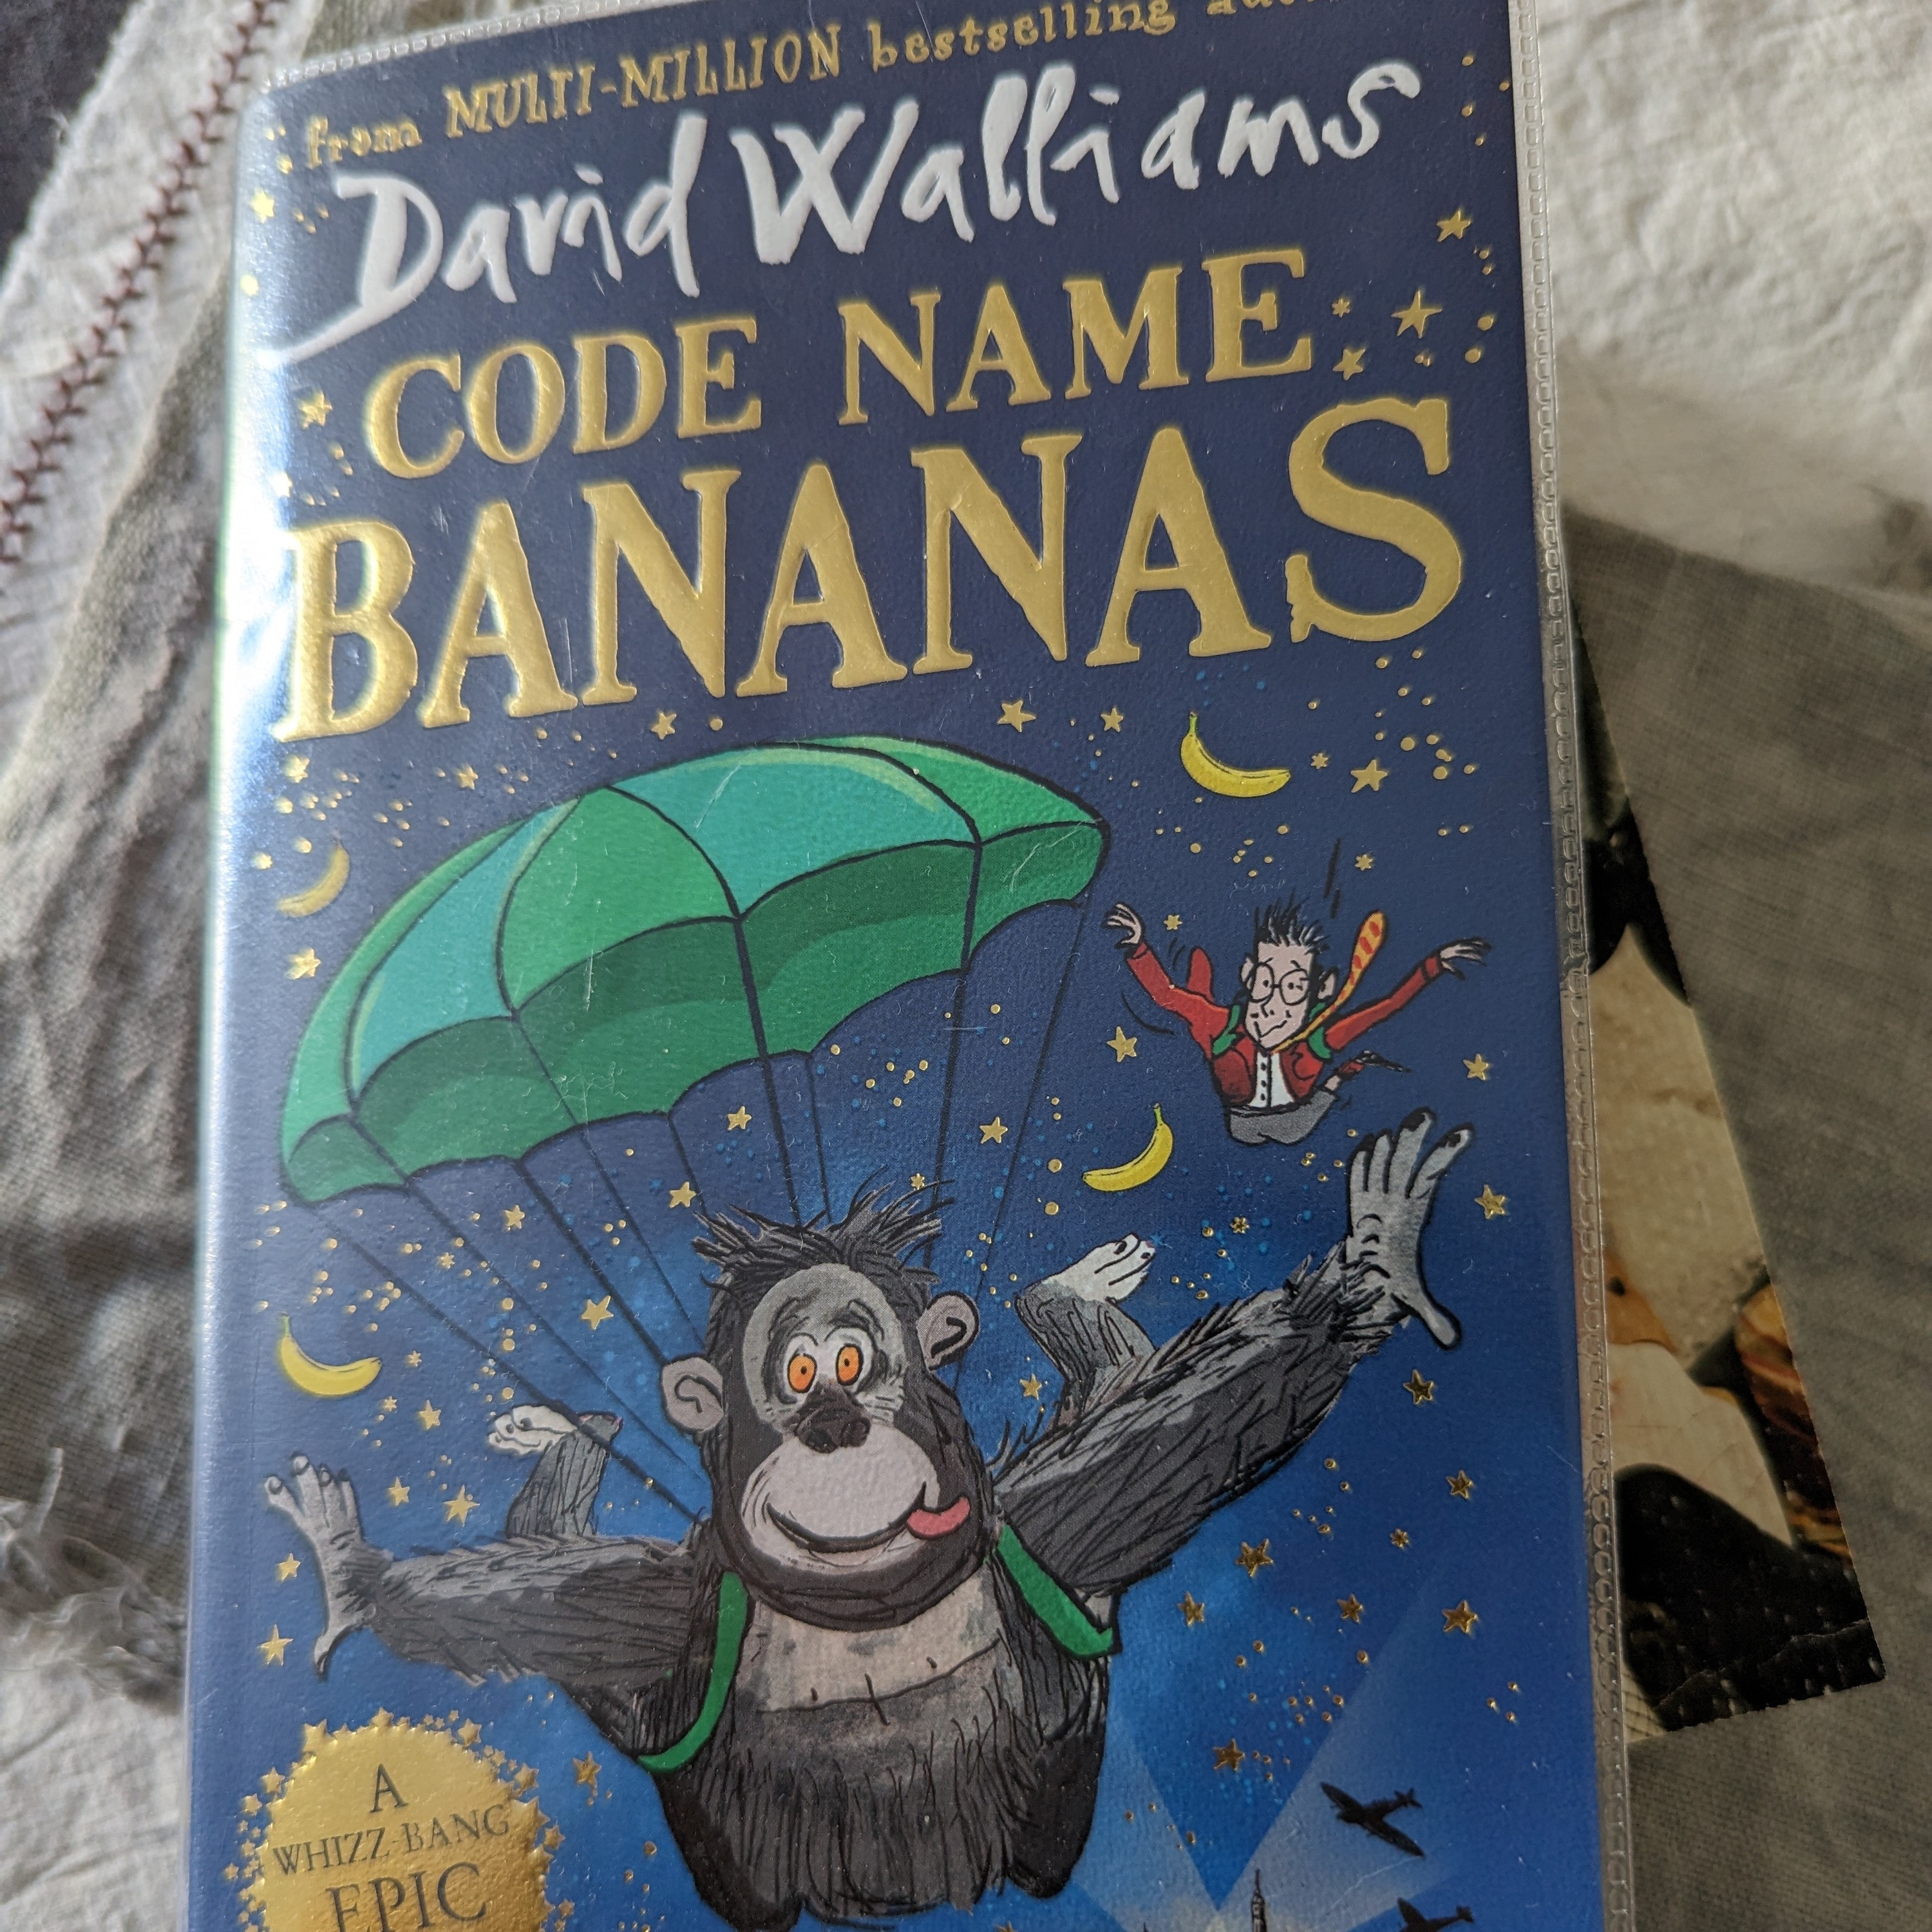 from MULTI-MILLION bestselling
David Walliams
CODE NAME
BANANAS
A
WHIZZ-BANG
EPIC